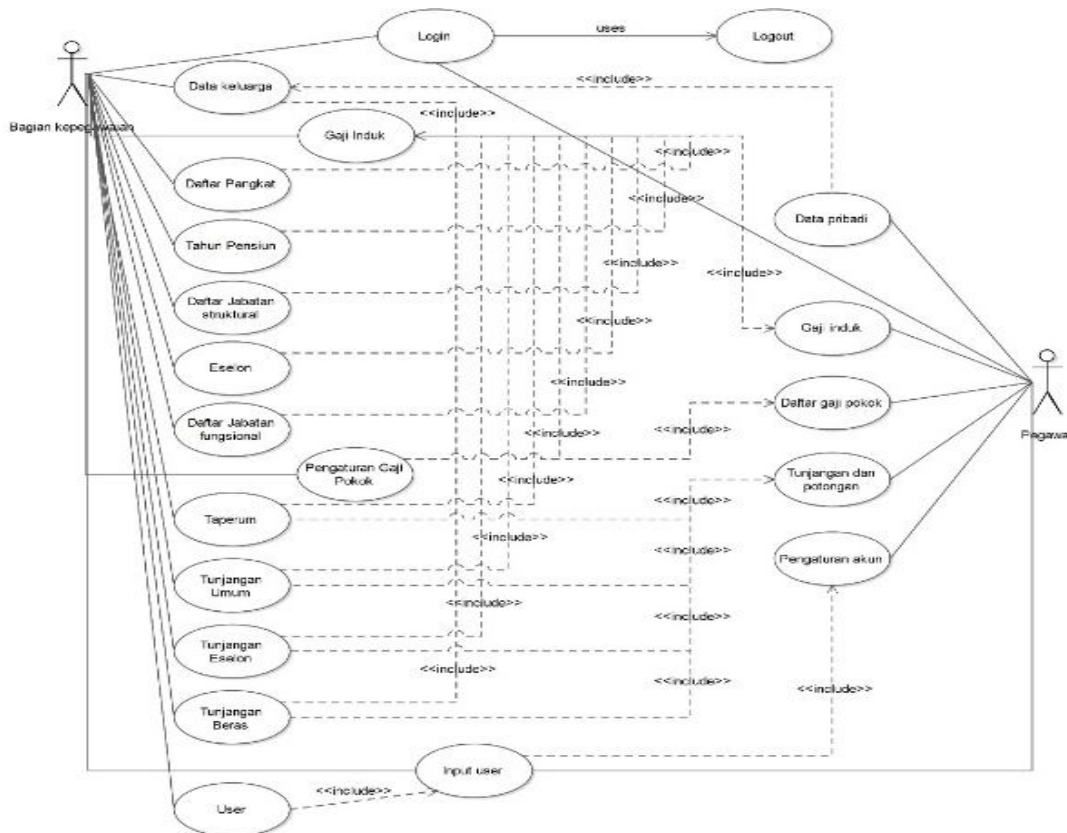 Login
uses
Logout
<<include>>
Data keluarga
<<include>>
Bagian kepegawaian
Gaji Induk
<<include>>
Daftar Pangkat
<<include>>
Data pribadi
<<include>>
Tahun Pensiun
<<include>>
<<include>>
Daftar Jabatan
struktural
<<include>>
Gaji induk
<<include>>
Eselon
<<include>>
Daftar gaji pokok
Pegawai
Daftar Jabatan
fungsional
<<include>>
<<include>>
Pengaturan Gaji
Pokok
<<include>>
Tunjangan dan
potongan
<<include>>
Taperum
<<include>>
<<include>>
Pengaturan akun
Tunjangan
Umum
<<include>>
<<include>>
Tunjangan
Eselon
<<include>>
<<include>>
<<include>>
Tunjangan
Beras
Input user
<<include>>
User